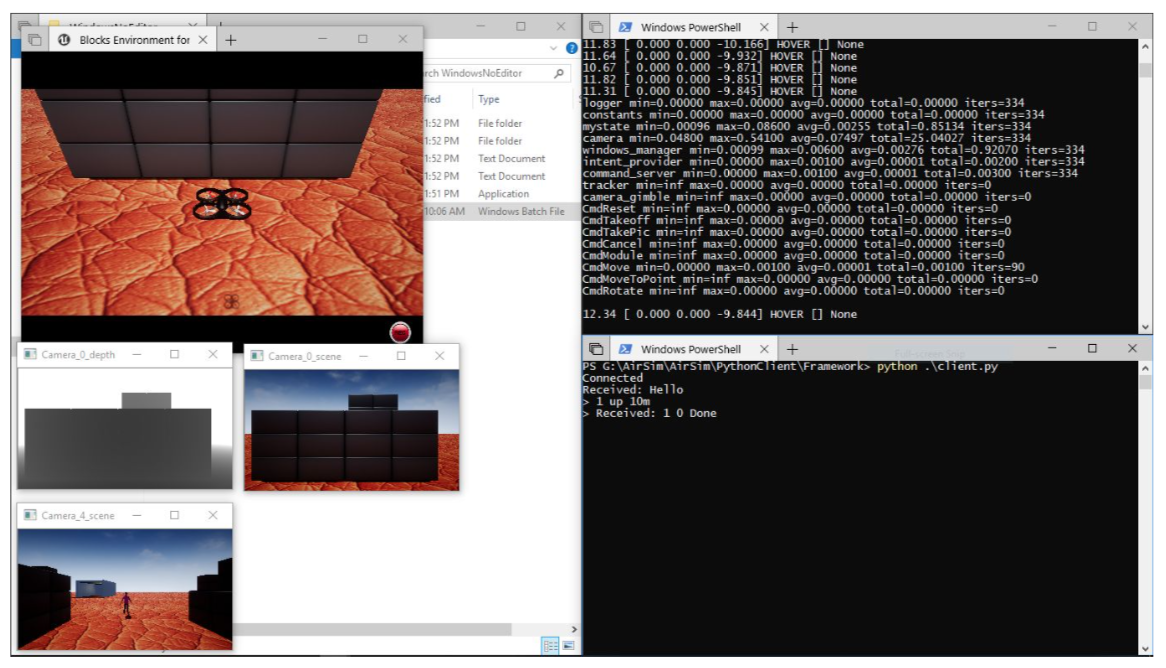 WindowsNoEditor
Blocks Environment for
rch WindowsNoEditor
fied Type
1:52 PM File folder
1:52 PM File folder
1:52 PM Text Document
1:52 PM Text Document
1:51 PM Application
10:06 AM Windows Batch File
Camera_0_depth
Camera_0_scene
Camera_4_scene
Windows PowerShell
11.83 [ 0.000 0.000 -10.166] HOVER [] None
11.64 [ 0.000 0.000 -9.932] HOVER [] None
10.67 [ 0.000 0.000 -9.871] HOVER [] None
11.82 [ 0.000 0.000 -9.851] HOVER [] None
11.31 [ 0.000 0.000 -9.845] HOVER [] None
logger min=0.00000 max=0.00000 avg=0.00000 total=0.00000 iters=334
constants min=0.00000 max=0.00000 avg=0.00000 total=0.00000 iters=334
mystate min=0.00096 max=0.08600 avg=0.00255 total=0.85134 iters=334
camera min=0.04800 max=0.54100 avg=0.07497 total=25.04027 iters=334
windows_manager min=0.00099 max=0.00600 avg=0.00276 total=0.92070 iters=334
intent_provider min=0.00000 max=0.00100 avg=0.00001 total=0.00200 iters=334
command_server min=0.00000 max=0.00100 avg=0.00001 total=0.00300 iters=334
tracker min=inf max=0.00000 avg=0.00000 total=0.00000 iters=0
camera_gimble min=inf max=0.00000 avg=0.00000 total=0.00000 iters=0
CmdReset min=inf max=0.00000 avg=0.00000 total=0.00000 iters=0
CmdTakeoff min=inf max=0.00000 avg=0.00000 total=0.00000 iters=0
CmdTakePic min=inf max=0.00000 avg=0.00000 total=0.00000 iters=0
CmdCancel min=inf max=0.00000 avg=0.00000 total=0.00000 iters=0
CmdModule min=inf max=0.00000 avg=0.00000 total=0.00000 iters=0
CmdMove min=0.00000 max=0.00100 avg=0.00001 total=0.00100 iters=90
CmdMoveToPoint min=inf max=0.00000 avg=0.00000 total=0.00000 iters=0
CmdRotate min=inf max=0.00000 avg=0.00000 total=0.00000 iters=0
12.34 [ 0.000 0.000 -9.844] HOVER [] None
Windows PowerShell
PS G:\AirSim\AirSim\PythonClient\Framework> python .\client.py
Connected
Received: Hello
> 1 up 10m
> Received: 1 0 Done